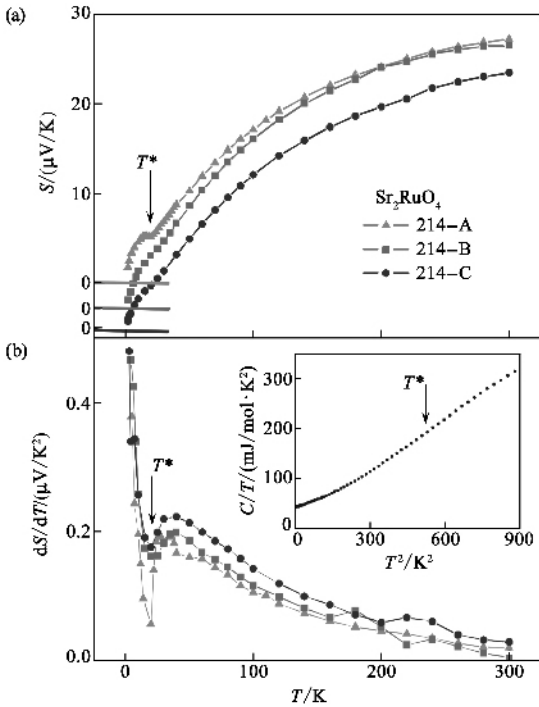 (a)
30
20
10
0
0
0
S/(μV/K)
T*
Sr₂RuO₄
214-A
214-B
214-C
(b)
0.4
0.2
0.0
dS/dT/(μV/K²)
T*
300
200
100
0
C/T/(mJ/mol·K²)
T*
0 300 600 900
T²/K²
0 100 200 300
T/K